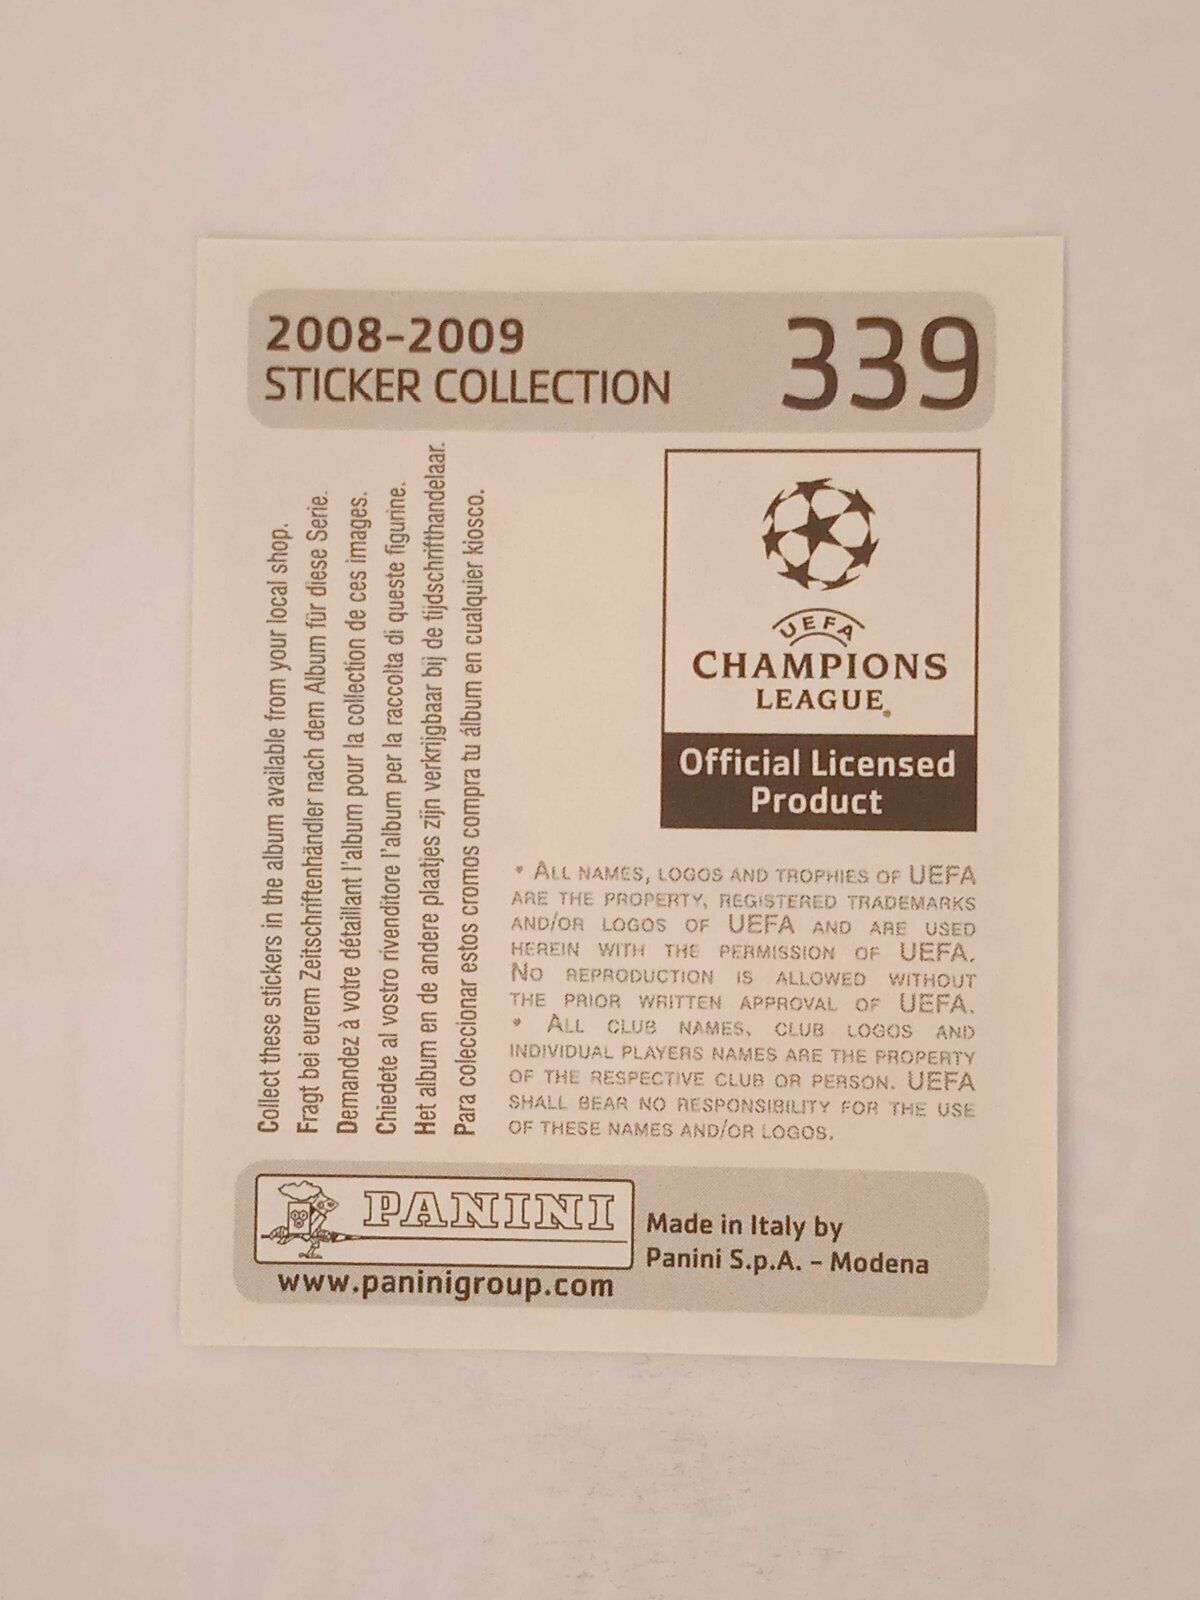 2008-2009
STICKER COLLECTION
339
Collect these stickers in the album available from your local shop.
Fragt bei eurem Zeitschriftenhändler nach dem Album für diese Serie.
Demandez à votre détaillant l'album pour la collection de ces images.
Chiedete al vostro rivenditore l'album per la raccolta di queste figurine.
Het album en de andere plaatjes zijn verkrijgbaar bij de tijdschrifthandelaar.
Para coleccionar estos cromos compra tu álbum en cualquier kiosco.
UEFA
CHAMPIONS
LEAGUE®
Official Licensed
Product
• ALL NAMES, LOGOS AND TROPHIES OF UEFA
ARE THE PROPERTY, REGISTERED TRADEMARKS
AND/OR LOGOS OF UEFA AND ARE USED
HEREIN WITH THE PERMISSION OF UEFA.
NO REPRODUCTION IS ALLOWED WITHOUT
THE PRIOR WRITTEN APPROVAL OF UEFA.
• ALL CLUB NAMES, CLUB LOGOS AND
INDIVIDUAL PLAYERS NAMES ARE THE PROPERTY
OF THE RESPECTIVE CLUB OR PERSON. UEFA
SHALL BEAR NO RESPONSIBILITY FOR THE USE
OF THESE NAMES AND/OR LOGOS.
PANINI
www.paninigroup.com
Made in Italy by
Panini S.p.A. - Modena